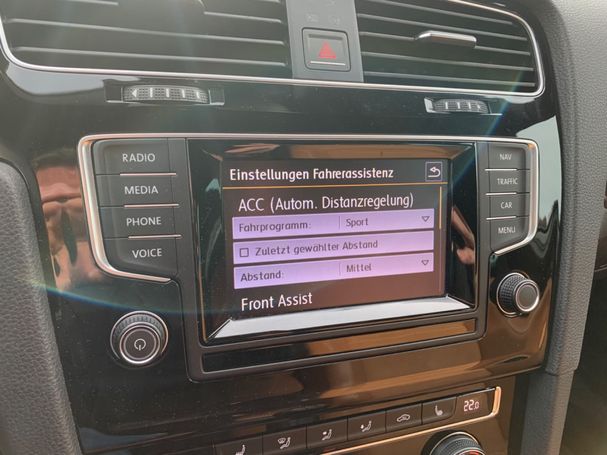 RADIO
MEDIA
PHONE
VOICE
Einstellungen Fahrerassistenz
ACC (Autom. Distanzregelung)
Fahrprogramm: Sport
Zuletzt gewählter Abstand
Abstand: Mittel
Front Assist
NAV
TRAFFIC
CAR
MENU
22.0